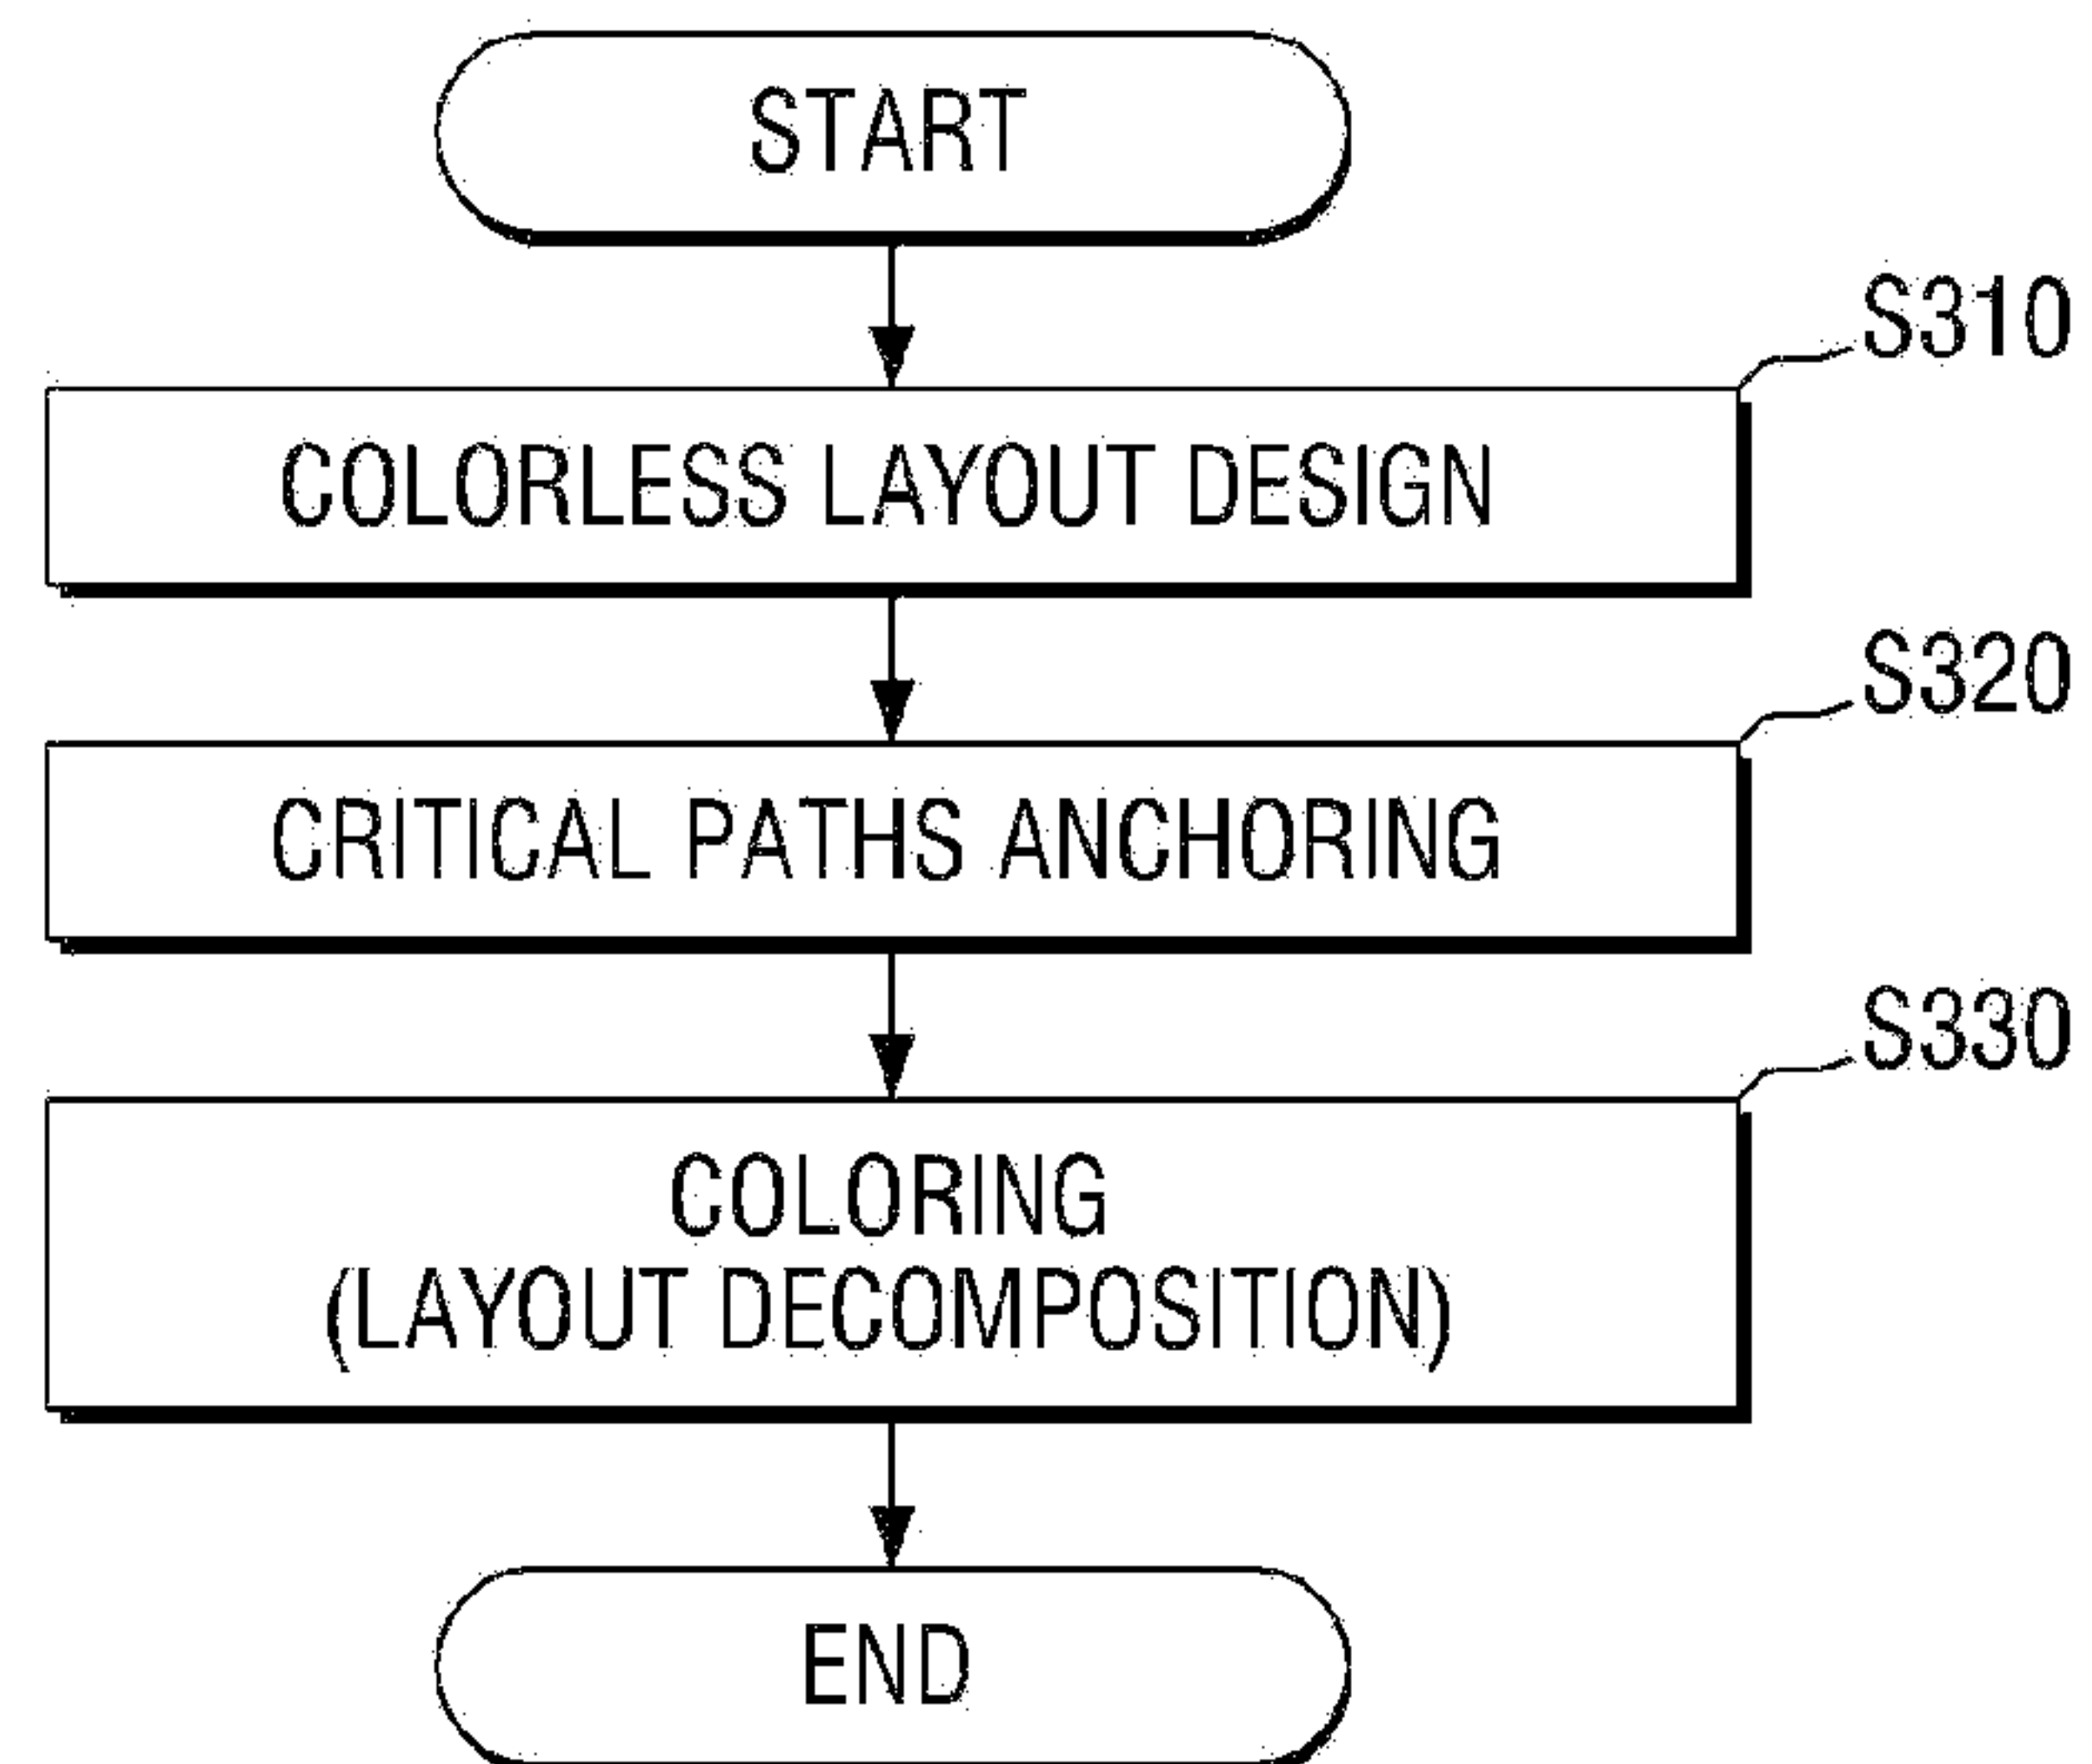 START
S310
COLORLESS LAYOUT DESIGN
S320
CRITICAL PATHS ANCHORING
S330
COLORING
(LAYOUT DECOMPOSITION)
END